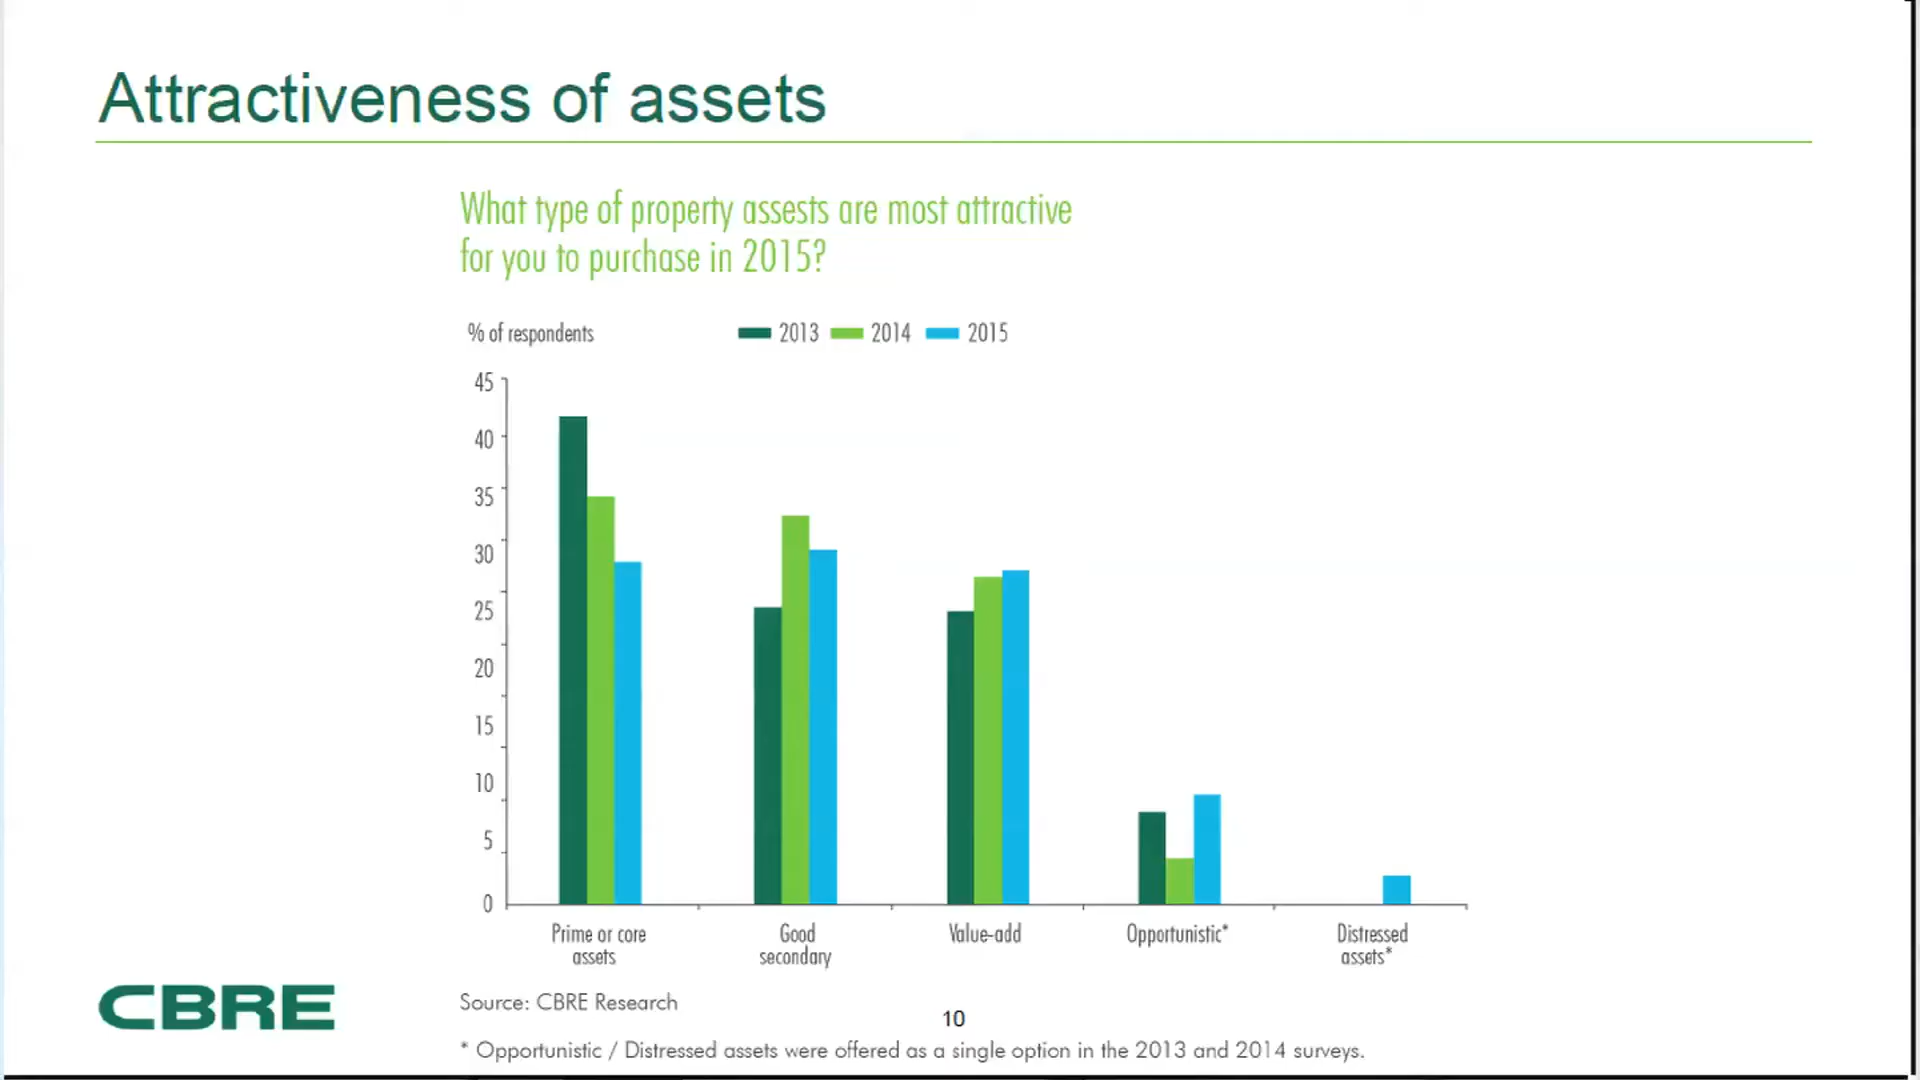 Attractiveness of assets
What type of property assests are most attractive
for you to purchase in 2015?
% of respondents
2013 2014 2015
45
40
35
30
25
20
15
10
5
0
Prime or core
assets
Good
secondary
Value-add
Opportunistic*
Distressed
assets*
CBRE
Source: CBRE Research
10
* Opportunistic / Distressed assets were offered as a single option in the 2013 and 2014 surveys.